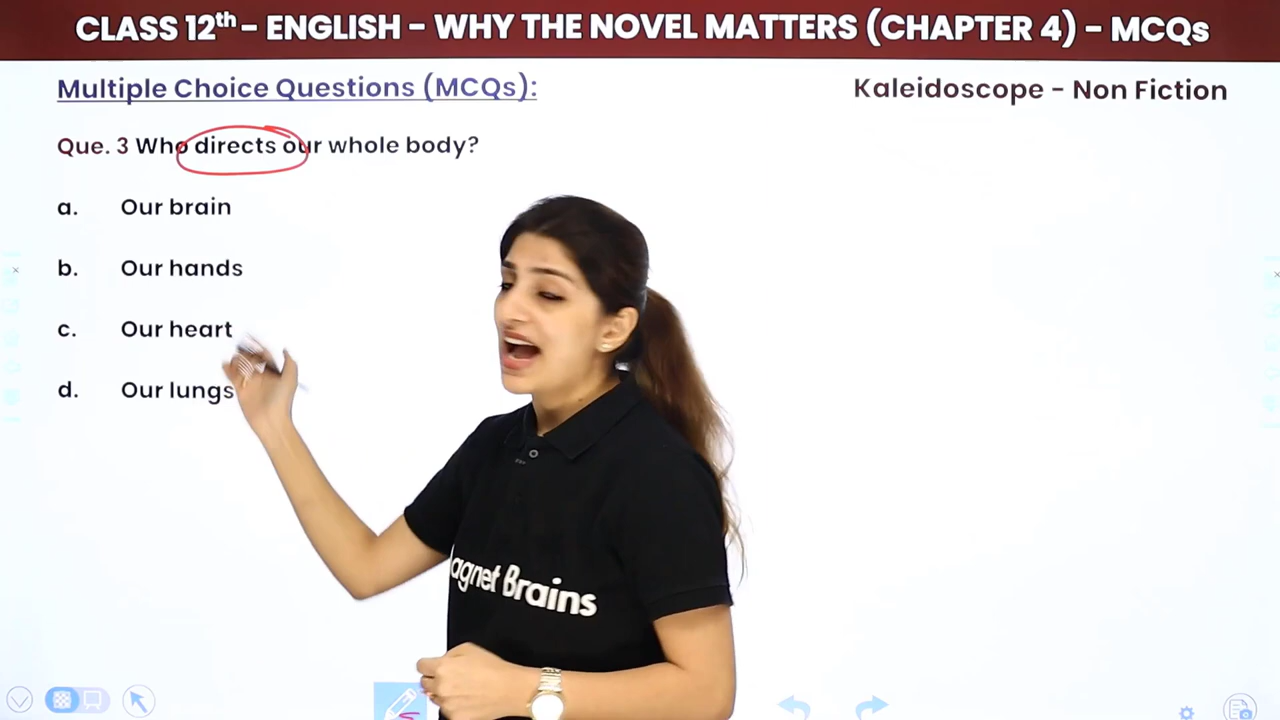 CLASS 12th - ENGLISH - WHY THE NOVEL MATTERS (CHAPTER 4) - MCQs
Multiple Choice Questions (MCQs):
Kaleidoscope - Non Fiction
Que. 3 Who directs our whole body?
a. Our brain
b. Our hands
c. Our heart
d. Our lungs
agnet Brains